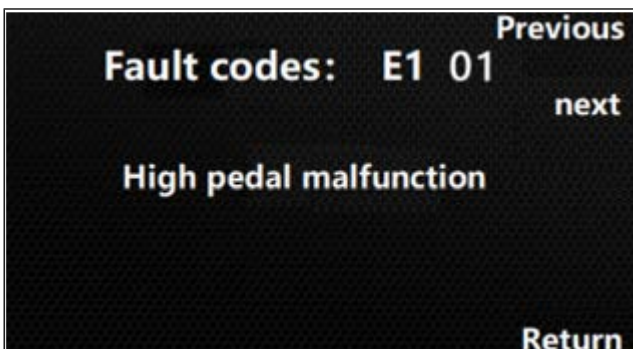 Previous
Fault codes: E1 01
next
High pedal malfunction
Return